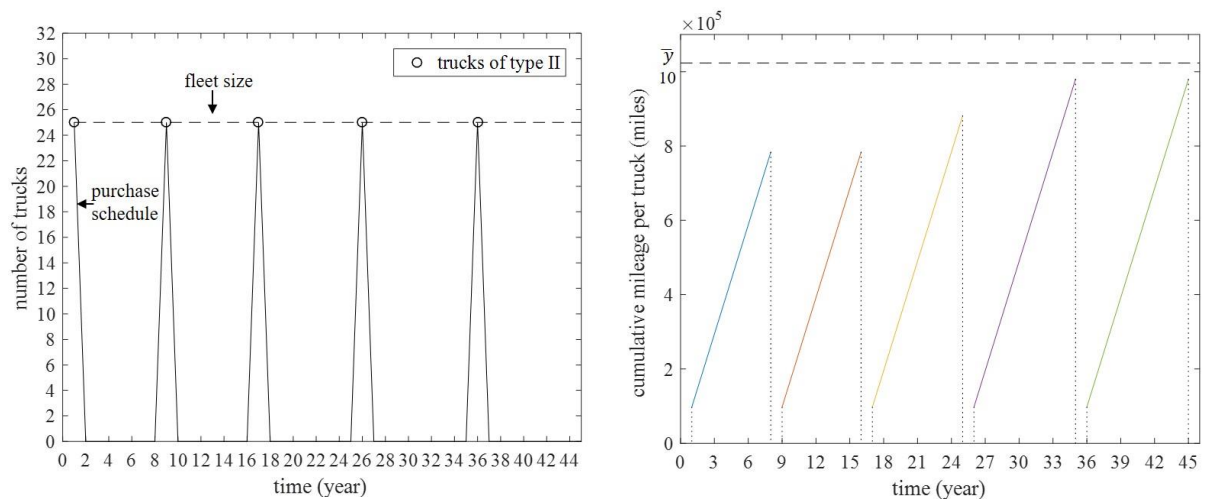 32
30
28
26
24
22
20
18
16
14
12
10
8
6
4
2
0
number of trucks
trucks of type II
fleet size
purchase
schedule
0 2 4 6 8 10 12 14 16 18 20 22 24 26 28 30 32 34 36 38 40 42 44
time (year)
×10⁵
y̅
10
8
6
4
2
0
cumulative mileage per truck (miles)
0 3 6 9 12 15 18 21 24 27 30 33 36 39 42 45
time (year)